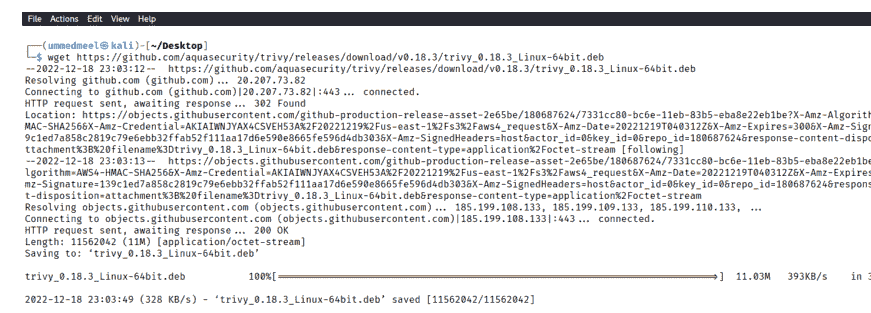 File Actions Edit View Help
┌──(ummedmeel㉿kali)-[~/Desktop]
└─$ wget https://github.com/aquasecurity/trivy/releases/download/v0.18.3/trivy_0.18.3_Linux-64bit.deb
--2022-12-18 23:03:12-- https://github.com/aquasecurity/trivy/releases/download/v0.18.3/trivy_0.18.3_Linux-64bit.deb
Resolving github.com (github.com)... 20.207.73.82
Connecting to github.com (github.com)|20.207.73.82|:443... connected.
HTTP request sent, awaiting response... 302 Found
Location: https://objects.githubusercontent.com/github-production-release-asset-2e65be/180687624/7331cc80-bc6e-11eb-83b5-eba8e22eb1be?X-Amz-Algorith
MAC-SHA256&X-Amz-Credential=AKIAIWNJYAX4CSVEH53A%2F20221219%2Fus-east-1%2Fs3%2Faws4_request&X-Amz-Date=20221219T040312Z&X-Amz-Expires=300&X-Amz-Sign
9c1ed7a858c2819c79e6ebb32ffab52f111aa17d6e590e8665fe596d4db303&X-Amz-SignedHeaders=host&actor_id=0&key_id=0&repo_id=180687624&response-content-dispo
ttachment%3B%20filename%3Dtrivy_0.18.3_Linux-64bit.deb&response-content-type=application%2Foctet-stream [following]
--2022-12-18 23:03:13-- https://objects.githubusercontent.com/github-production-release-asset-2e65be/180687624/7331cc80-bc6e-11eb-83b5-eba8e22eb1be
lgorithm=AWS4-HMAC-SHA256&X-Amz-Credential=AKIAIWNJYAX4CSVEH53A%2F20221219%2Fus-east-1%2Fs3%2Faws4_request&X-Amz-Date=20221219T040312Z&X-Amz-Expires
mz-Signature=139c1ed7a858c2819c79e6ebb32ffab52f111aa17d6e590e8665fe596d4db303&X-Amz-SignedHeaders=host&actor_id=0&key_id=0&repo_id=180687624&respons
t-disposition=attachment%3B%20filename%3Dtrivy_0.18.3_Linux-64bit.deb&response-content-type=application%2Foctet-stream
Resolving objects.githubusercontent.com (objects.githubusercontent.com)... 185.199.108.133, 185.199.109.133, 185.199.110.133, ...
Connecting to objects.githubusercontent.com (objects.githubusercontent.com)|185.199.108.133|:443... connected.
HTTP request sent, awaiting response... 200 OK
Length: 11562042 (11M) [application/octet-stream]
Saving to: ‘trivy_0.18.3_Linux-64bit.deb’
trivy_0.18.3_Linux-64bit.deb 100%[===================>] 11.03M 393KB/s in 3
2022-12-18 23:03:49 (328 KB/s) - ‘trivy_0.18.3_Linux-64bit.deb’ saved [11562042/11562042]